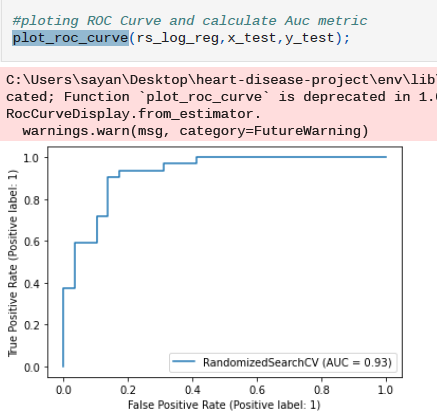 #ploting ROC Curve and calculate Auc metric
plot_roc_curve(rs_log_reg,x_test,y_test);
C:\Users\sayan\Desktop\heart-disease-project\env\lib
cated; Function `plot_roc_curve` is deprecated in 1.
RocCurveDisplay.from_estimator.
warnings.warn(msg, category=FutureWarning)
True Positive Rate (Positive label: 1)
1.0
0.8
0.6
0.4
0.2
0.0
RandomizedSearchCV (AUC = 0.93)
0.0 0.2 0.4 0.6 0.8 1.0
False Positive Rate (Positive label: 1)